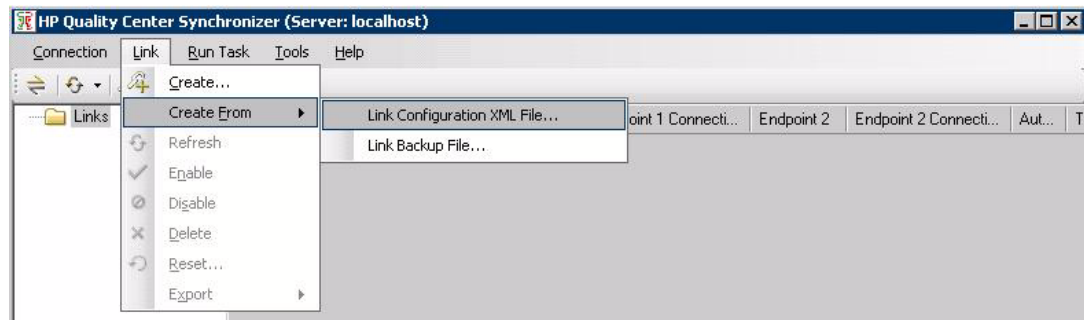 HP Quality Center Synchronizer (Server: localhost)
Connection Link Run Task Tools Help
Create...
Links Create From Link Configuration XML File... oint 1 Connecti... Endpoint 2 Endpoint 2 Connecti... Aut... T
Refresh Link Backup File...
Enable
Disable
Delete
Reset...
Export